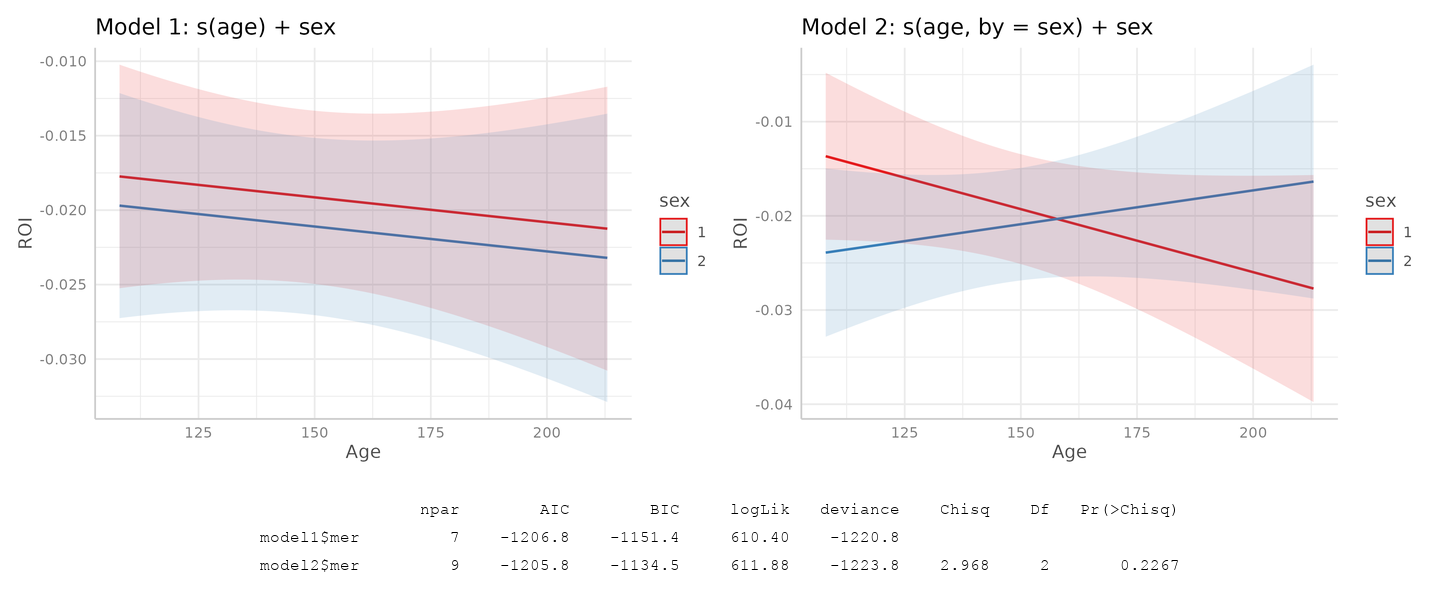 Model 1: s(age) + sex
-0.010
-0.015
-0.020
-0.025
-0.030
ROI
125 150 175 200
Age
sex
1
2
Model 2: s(age, by = sex) + sex
-0.01
-0.02
-0.03
-0.04
ROI
125 150 175 200
Age
sex
1
2
npar AIC BIC logLik deviance Chisq Df Pr(>Chisq)
model1$mer 7 -1206.8 -1151.4 610.40 -1220.8
model2$mer 9 -1205.8 -1134.5 611.88 -1223.8 2.968 2 0.2267